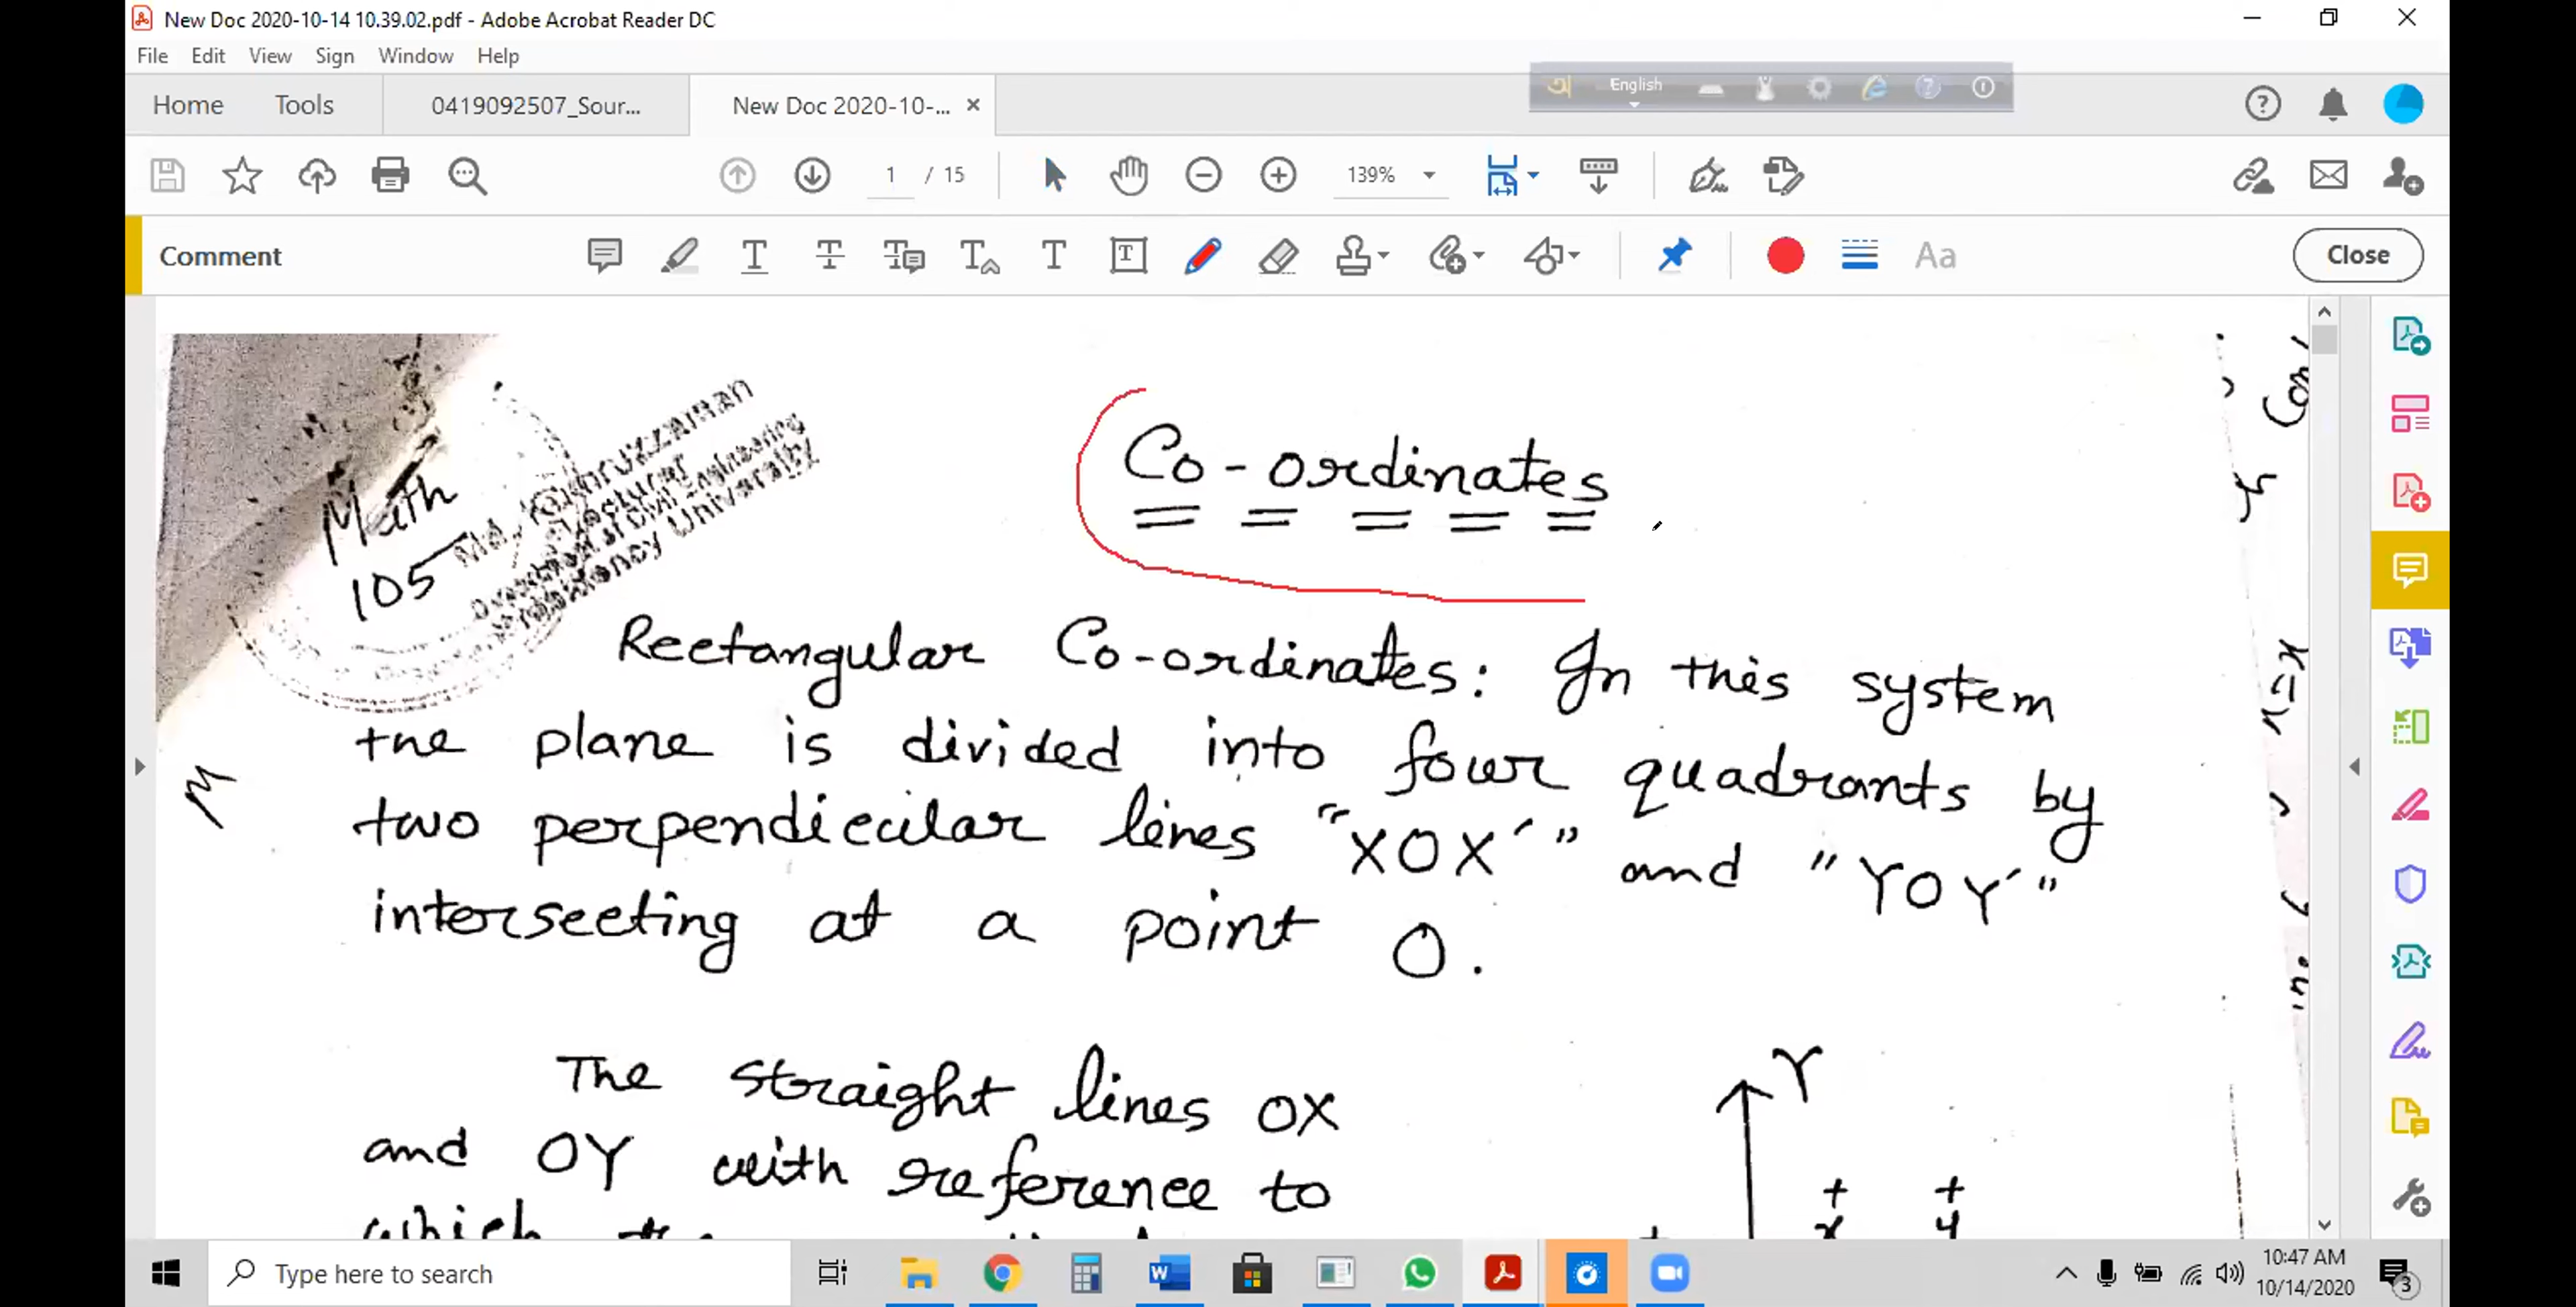 New Doc 2020-10-14 10.39.02.pdf - Adobe Acrobat Reader DC
File Edit View Sign Window Help
English
Home Tools 0419092507_Sour... New Doc 2020-10-...
1 / 15 139%
Comment Aa Close
Math
105
Co-ordinates
Rectangular Co-ordinates: In this system
the plane is divided into four quadrants by
two perpendicular lines "XOX'" and "YOY'"
intersecting at a point O.
The straight lines OX
and OY with reference to
which the
Y
+ +
x y
Type here to search
10:47 AM
10/14/2020
3